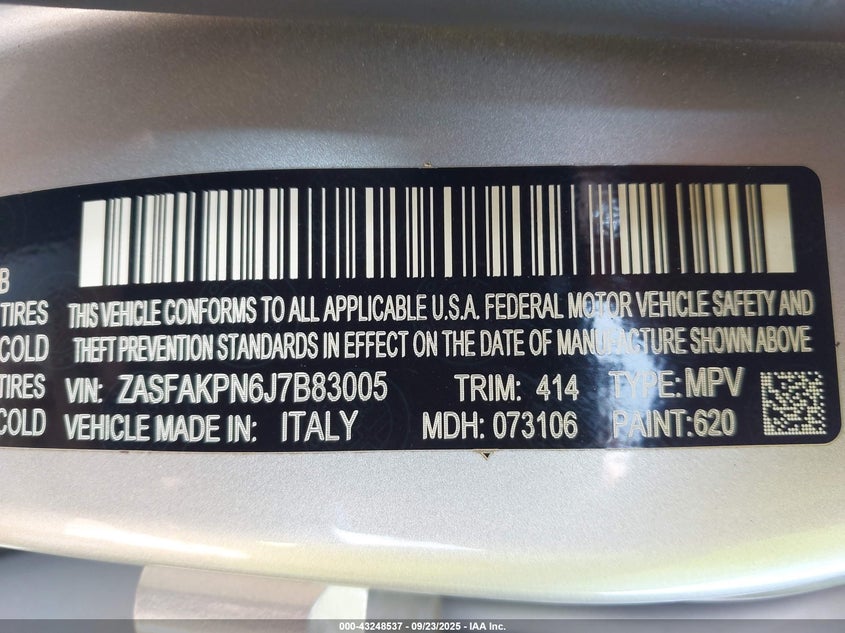 B
TIRES THIS VEHICLE CONFORMS TO ALL APPLICABLE U.S.A. FEDERAL MOTOR VEHICLE SAFETY AND
COLD THEFT PREVENTION STANDARDS IN EFFECT ON THE DATE OF MANUFACTURE SHOWN ABOVE
TIRES VIN: ZASFAKPN6J7B83005 TRIM: 414 TYPE: MPV
COLD VEHICLE MADE IN: ITALY MDH: 073106 PAINT:620
000-43248537 - 09/23/2025 - IAA Inc.